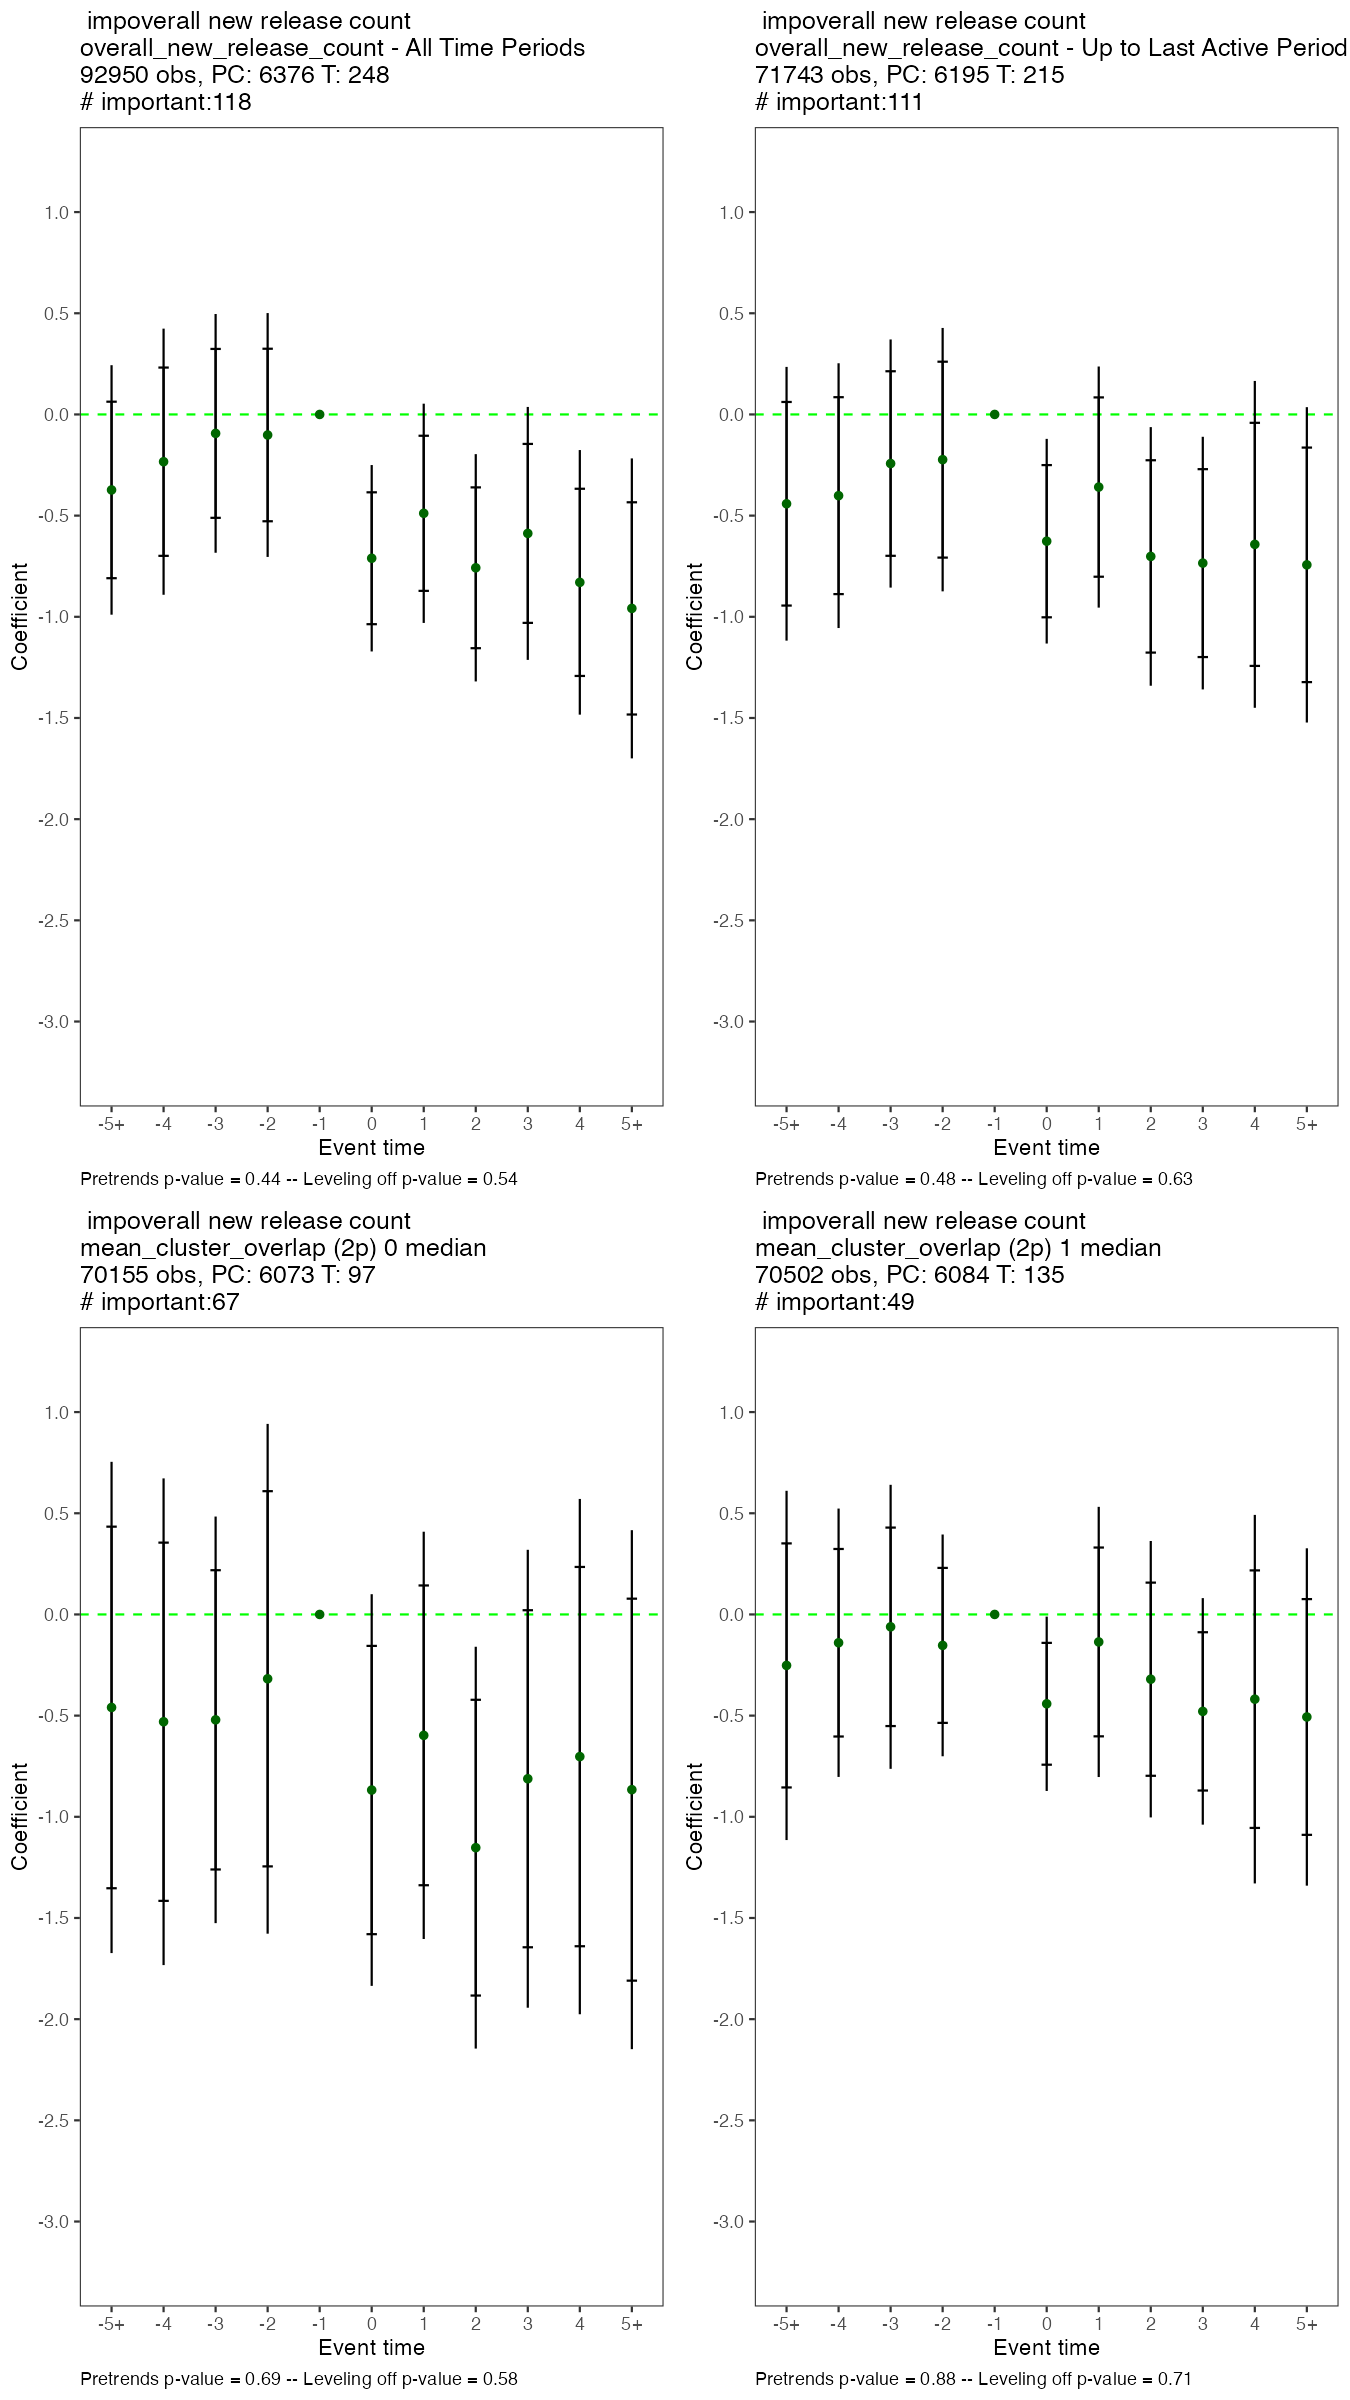 impoverall new release count
overall_new_release_count - All Time Periods
92950 obs, PC: 6376 T: 248
# important:118
1.0
0.5
0.0
-0.5
-1.0
-1.5
-2.0
-2.5
-3.0
Coefficient
-5+ -4 -3 -2 -1 0 1 2 3 4 5+
Event time
Pretrends p-value = 0.44 -- Leveling off p-value = 0.54
impoverall new release count
overall_new_release_count - Up to Last Active Period
71743 obs, PC: 6195 T: 215
# important:111
1.0
0.5
0.0
-0.5
-1.0
-1.5
-2.0
-2.5
-3.0
Coefficient
-5+ -4 -3 -2 -1 0 1 2 3 4 5+
Event time
Pretrends p-value = 0.48 -- Leveling off p-value = 0.63
impoverall new release count
mean_cluster_overlap (2p) 0 median
70155 obs, PC: 6073 T: 97
# important:67
1.0
0.5
0.0
-0.5
-1.0
-1.5
-2.0
-2.5
-3.0
Coefficient
-5+ -4 -3 -2 -1 0 1 2 3 4 5+
Event time
Pretrends p-value = 0.69 -- Leveling off p-value = 0.58
impoverall new release count
mean_cluster_overlap (2p) 1 median
70502 obs, PC: 6084 T: 135
# important:49
1.0
0.5
0.0
-0.5
-1.0
-1.5
-2.0
-2.5
-3.0
Coefficient
-5+ -4 -3 -2 -1 0 1 2 3 4 5+
Event time
Pretrends p-value = 0.88 -- Leveling off p-value = 0.71